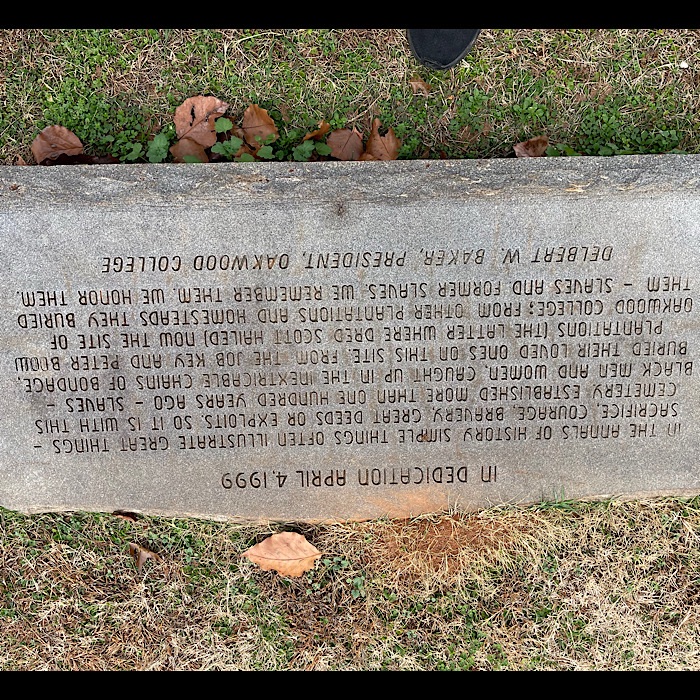 IN DEDICATION APRIL 4, 1999
IN THE ANNALS OF HISTORY SIMPLE THINGS OFTEN ILLUSTRATE GREAT THINGS -
SACRIFICE, COURAGE, BRAVERY, GREAT DEEDS OR EXPLOITS. SO IT IS WITH THIS
CEMETERY ESTABLISHED MORE THAN ONE HUNDRED YEARS AGO - SLAVES -
BLACK MEN AND WOMEN, CAUGHT UP IN THE INEXTRICABLE CHAINS OF BONDAGE,
BURIED THEIR LOVED ONES ON THIS SITE. FROM THE JOB KEY AND PETER BLOW
PLANTATIONS (THE LATTER WHERE DRED SCOTT HAILED) NOW THE SITE OF
OAKWOOD COLLEGE; FROM OTHER PLANTATIONS AND HOMESTEADS THEY BURIED
THEM - SLAVES AND FORMER SLAVES. WE REMEMBER THEM. WE HONOR THEM.
DELBERT W. BAKER, PRESIDENT, OAKWOOD COLLEGE